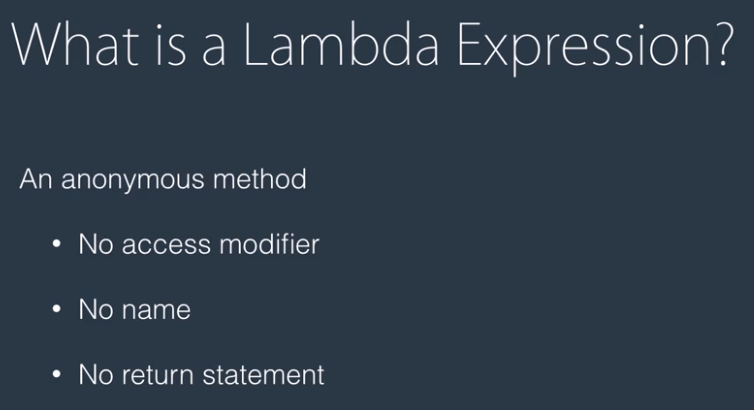 What is a Lambda Expression?
An anonymous method
• No access modifier
• No name
• No return statement